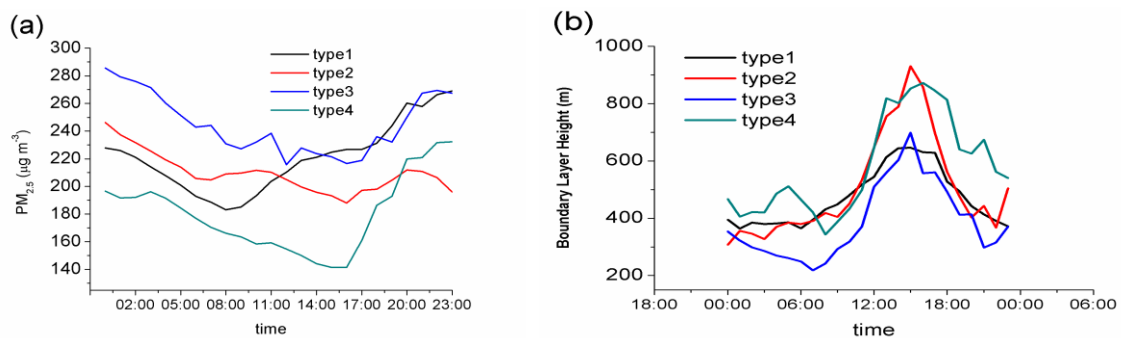 (a)
300
280
260
240
220
200
180
160
140
PM2.5 (μg m-3)
type1
type2
type3
type4
02:00 05:00 08:00 11:00 14:00 17:00 20:00 23:00
time
(b)
1000
800
600
400
200
Boundary Layer Height (m)
type1
type2
type3
type4
18:00 00:00 06:00 12:00 18:00 00:00 06:00
time